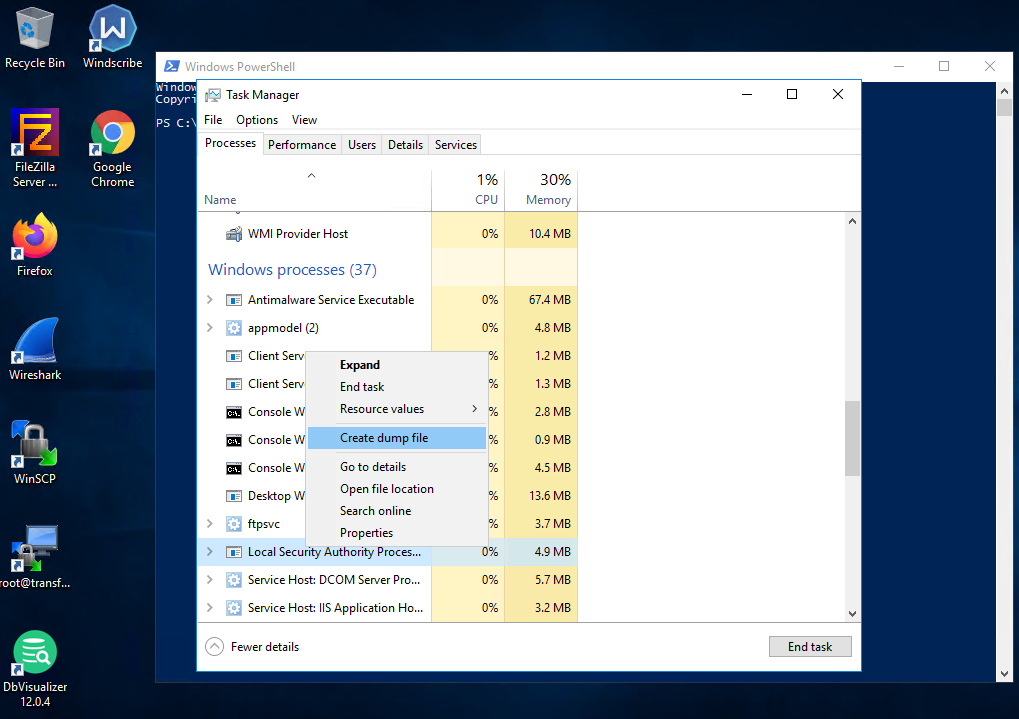 Recycle Bin
Windscribe
FileZilla
Server ...
Google
Chrome
Firefox
Wireshark
WinSCP
root@transf...
DbVisualizer
12.0.4
Windows PowerShell
Window
Copyri
PS C:\
Task Manager
File Options View
Processes Performance Users Details Services
1% 30%
Name CPU Memory
WMI Provider Host 0% 10.4 MB
Windows processes (37)
Antimalware Service Executable 0% 67.4 MB
appmodel (2) 0% 4.8 MB
Client Serv % 1.2 MB
Client Serv % 1.3 MB
Console W % 2.8 MB
Console W % 0.9 MB
Console W % 4.5 MB
Desktop W % 13.6 MB
ftpsvc % 3.7 MB
Local Security Authority Proces... 0% 4.9 MB
Service Host: DCOM Server Pro... 0% 5.7 MB
Service Host: IIS Application Ho... 0% 3.2 MB
Expand
End task
Resource values
Create dump file
Go to details
Open file location
Search online
Properties
Fewer details
End task